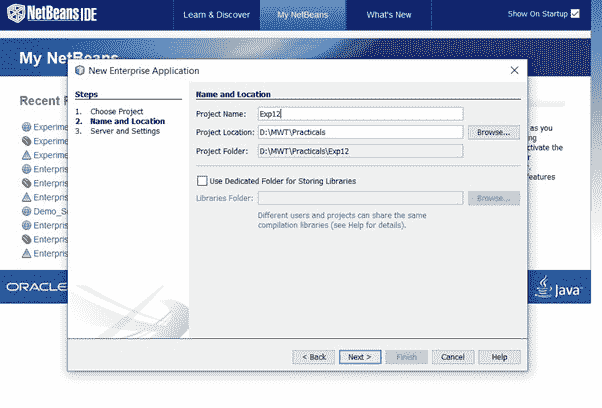 NetBeans IDE
Learn & Discover
My NetBeans
What's New
Show On Startup
My Net
New Enterprise Application
Recent
Steps
1. Choose Project
2. Name and Location
3. Server and Settings
Name and Location
Project Name: Exp12
Project Location: D:\MWT\Practicals Browse...
Project Folder: D:\MWT\Practicals\Exp12
Use Dedicated Folder for Storing Libraries
Libraries Folder: Browse...
Different users and projects can share the same
compilation libraries (see Help for details).
Experime
Experime
Experime
Enterpris
Enterpris
Enterpris
Demo_S
Enterpris
Enterpris
as you
ing
ctivate the
features
ORACLE
Java
< Back
Next >
Finish
Cancel
Help